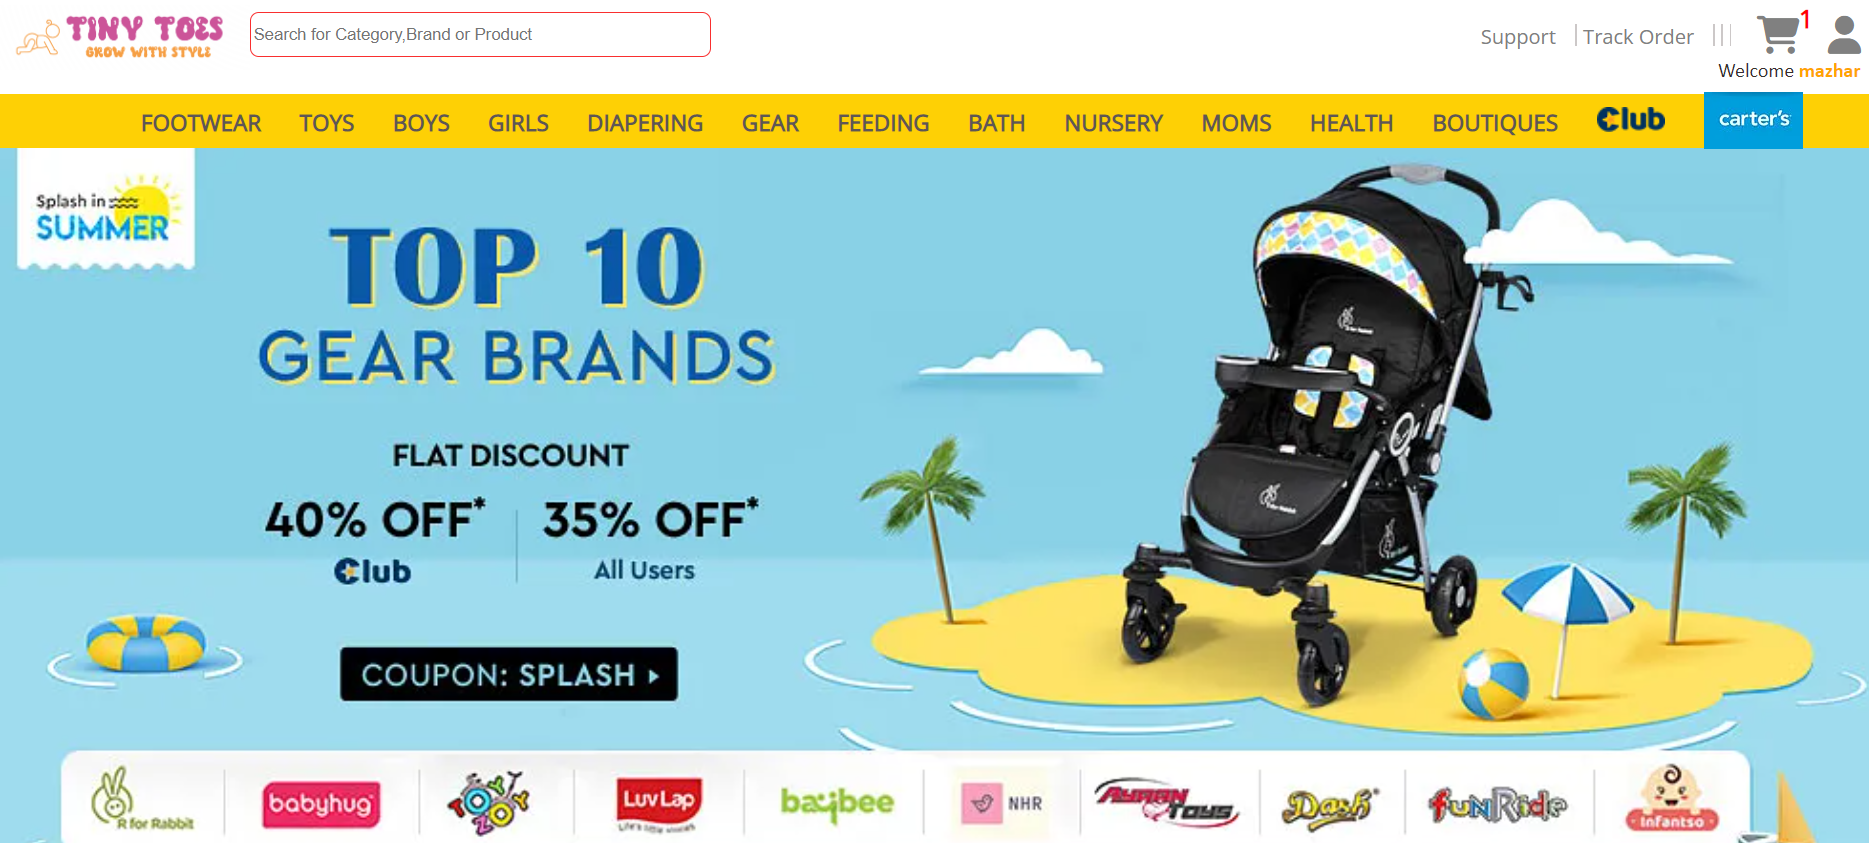 TINY TOES
GROW WITH STYLE
Search for Category,Brand or Product
Support
Track Order
1
Welcome mazhar
FOOTWEAR TOYS BOYS GIRLS DIAPERING GEAR FEEDING BATH NURSERY MOMS HEALTH BOUTIQUES Club carter's
Splash in
SUMMER
TOP 10
GEAR BRANDS
FLAT DISCOUNT
40% OFF* 35% OFF*
Club All Users
COUPON: SPLASH
R for Rabbit
babyhug
TOYZOY
LuvLap
Life's little
baybee
NHR
AYAAN TOYS
Dash
FunRide
Infantso